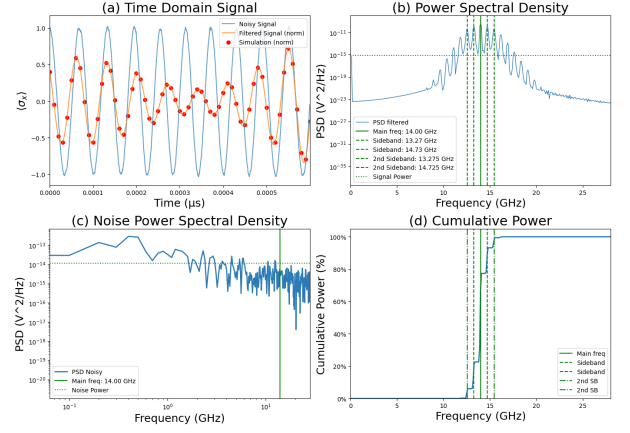 (a) Time Domain Signal
(b) Power Spectral Density
Noisy Signal
Filtered Signal (norm)
Simulation (norm)
⟨σₓ⟩
1.0
0.5
0.0
−0.5
−1.0
0.0000
0.0001
0.0002
0.0003
0.0004
0.0005
Time (μs)
PSD (V^2/Hz)
10⁻¹¹
10⁻¹⁵
10⁻¹⁹
10⁻²³
10⁻²⁷
10⁻³¹
10⁻³⁵
PSD filtered
Main freq: 14.00 GHz
Sideband: 13.27 GHz
Sideband: 14.73 GHz
2nd Sideband: 13.275 GHz
2nd Sideband: 14.725 GHz
Signal Power
0
5
10
15
20
25
Frequency (GHz)
(c) Noise Power Spectral Density
(d) Cumulative Power
PSD (V^2/Hz)
10⁻¹³
10⁻¹⁴
10⁻¹⁵
10⁻¹⁶
10⁻¹⁷
10⁻¹⁸
10⁻¹⁹
10⁻²⁰
PSD Noisy
Main freq: 14.00 GHz
Noise Power
10⁻¹
10⁰
10¹
Frequency (GHz)
Cumulative Power (%)
100%
80%
60%
40%
20%
0%
Main freq
Sideband
Sideband
2nd SB
2nd SB
0
5
10
15
20
25
Frequency (GHz)